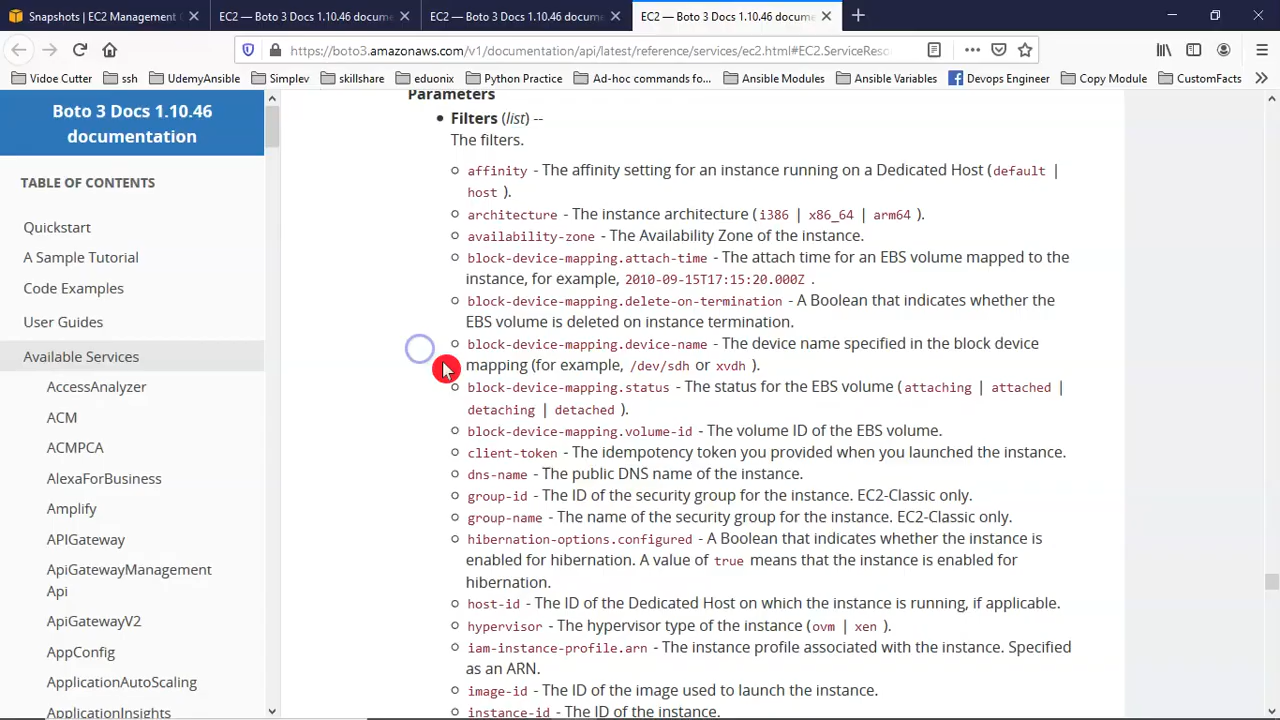 Snapshots | EC2 Management
EC2 — Boto 3 Docs 1.10.46 docume
EC2 — Boto 3 Docs 1.10.46 docume
EC2 — Boto 3 Docs 1.10.46 docume
https://boto3.amazonaws.com/v1/documentation/api/latest/reference/services/ec2.html#EC2.ServiceReso
Vidoe Cutter
ssh
UdemyAnsible
Simplev
skillshare
eduonix
Python Practice
Ad-hoc commands fo...
Ansible Modules
Ansible Variables
Devops Engineer
Copy Module
CustomFacts
Boto 3 Docs 1.10.46
documentation
TABLE OF CONTENTS
Quickstart
A Sample Tutorial
Code Examples
User Guides
Available Services
AccessAnalyzer
ACM
ACMPCA
AlexaForBusiness
Amplify
APIGateway
ApiGatewayManagement
Api
ApiGatewayV2
AppConfig
ApplicationAutoScaling
ApplicationInsights
Parameters
Filters (list) --
The filters.
affinity - The affinity setting for an instance running on a Dedicated Host (default |
host ).
architecture - The instance architecture (i386 | x86_64 | arm64 ).
availability-zone - The Availability Zone of the instance.
block-device-mapping.attach-time - The attach time for an EBS volume mapped to the
instance, for example, 2010-09-15T17:15:20.000Z .
block-device-mapping.delete-on-termination - A Boolean that indicates whether the
EBS volume is deleted on instance termination.
block-device-mapping.device-name - The device name specified in the block device
mapping (for example, /dev/sdh or xvdh ).
block-device-mapping.status - The status for the EBS volume (attaching | attached |
detaching | detached ).
block-device-mapping.volume-id - The volume ID of the EBS volume.
client-token - The idempotency token you provided when you launched the instance.
dns-name - The public DNS name of the instance.
group-id - The ID of the security group for the instance. EC2-Classic only.
group-name - The name of the security group for the instance. EC2-Classic only.
hibernation-options.configured - A Boolean that indicates whether the instance is
enabled for hibernation. A value of true means that the instance is enabled for
hibernation.
host-id - The ID of the Dedicated Host on which the instance is running, if applicable.
hypervisor - The hypervisor type of the instance (ovm | xen ).
iam-instance-profile.arn - The instance profile associated with the instance. Specified
as an ARN.
image-id - The ID of the image used to launch the instance.
instance-id - The ID of the instance.